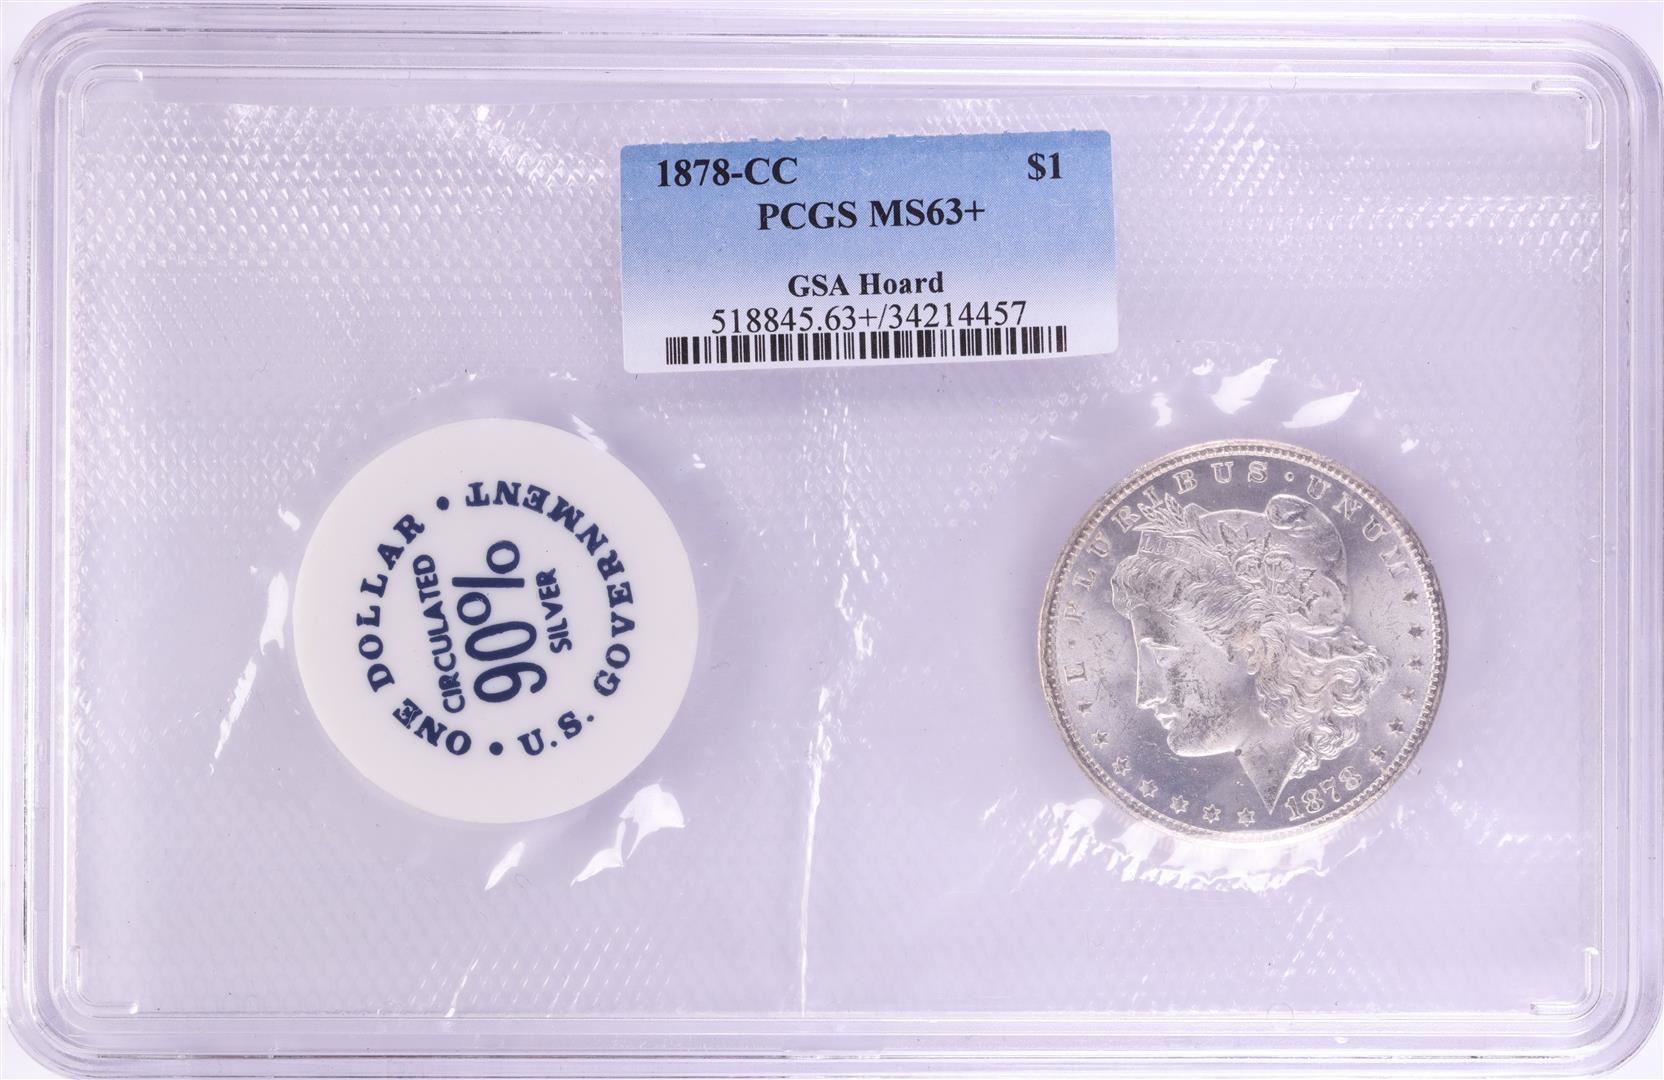 1878-CC $1
PCGS MS63+
GSA Hoard
518845.63+/34214457
ONE DOLLAR • U.S. GOVERNMENT •
CIRCULATED
90%
SILVER
E · PLURIBUS · UNUM
1878